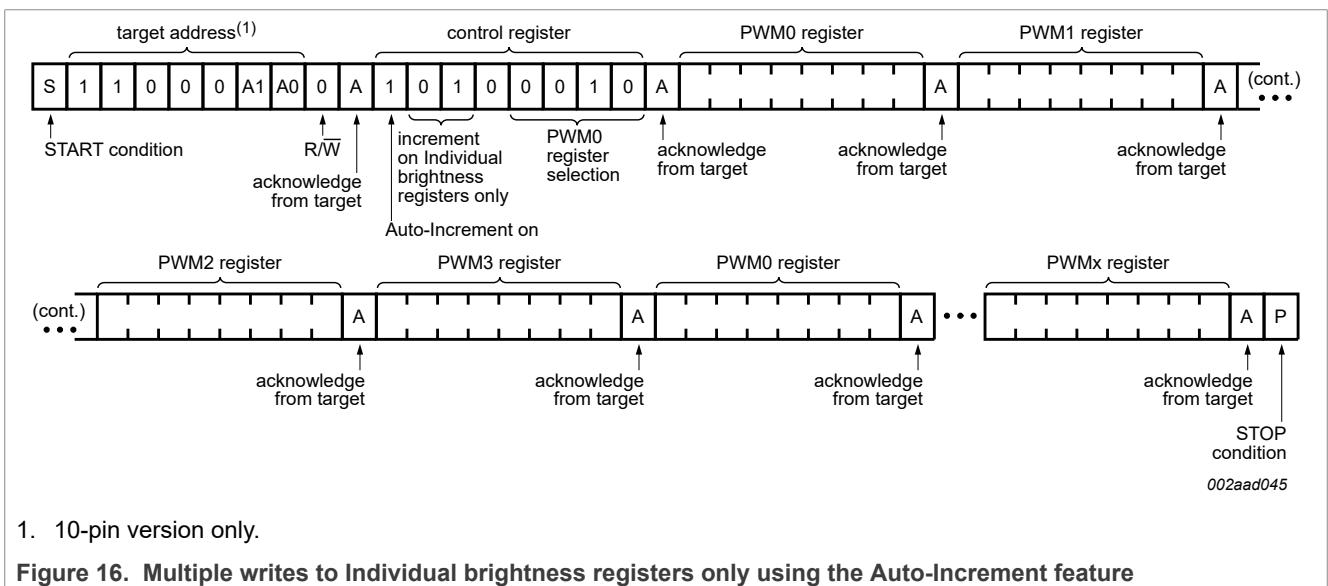 target address(1) control register PWM0 register PWM1 register
S 1 1 0 0 0 A1 A0 0 A 1 0 1 0 0 0 1 0 A A A (cont.)
START condition
R/W̅
acknowledge
from target
increment
on Individual
brightness
registers only
Auto-Increment on
PWM0
register
selection
acknowledge
from target
acknowledge
from target
acknowledge
from target
PWM2 register PWM3 register PWM0 register PWMx register
(cont.) A A A A P
acknowledge
from target
acknowledge
from target
acknowledge
from target
acknowledge
from target
STOP
condition
002aad045
1. 10-pin version only.
Figure 16. Multiple writes to Individual brightness registers only using the Auto-Increment feature